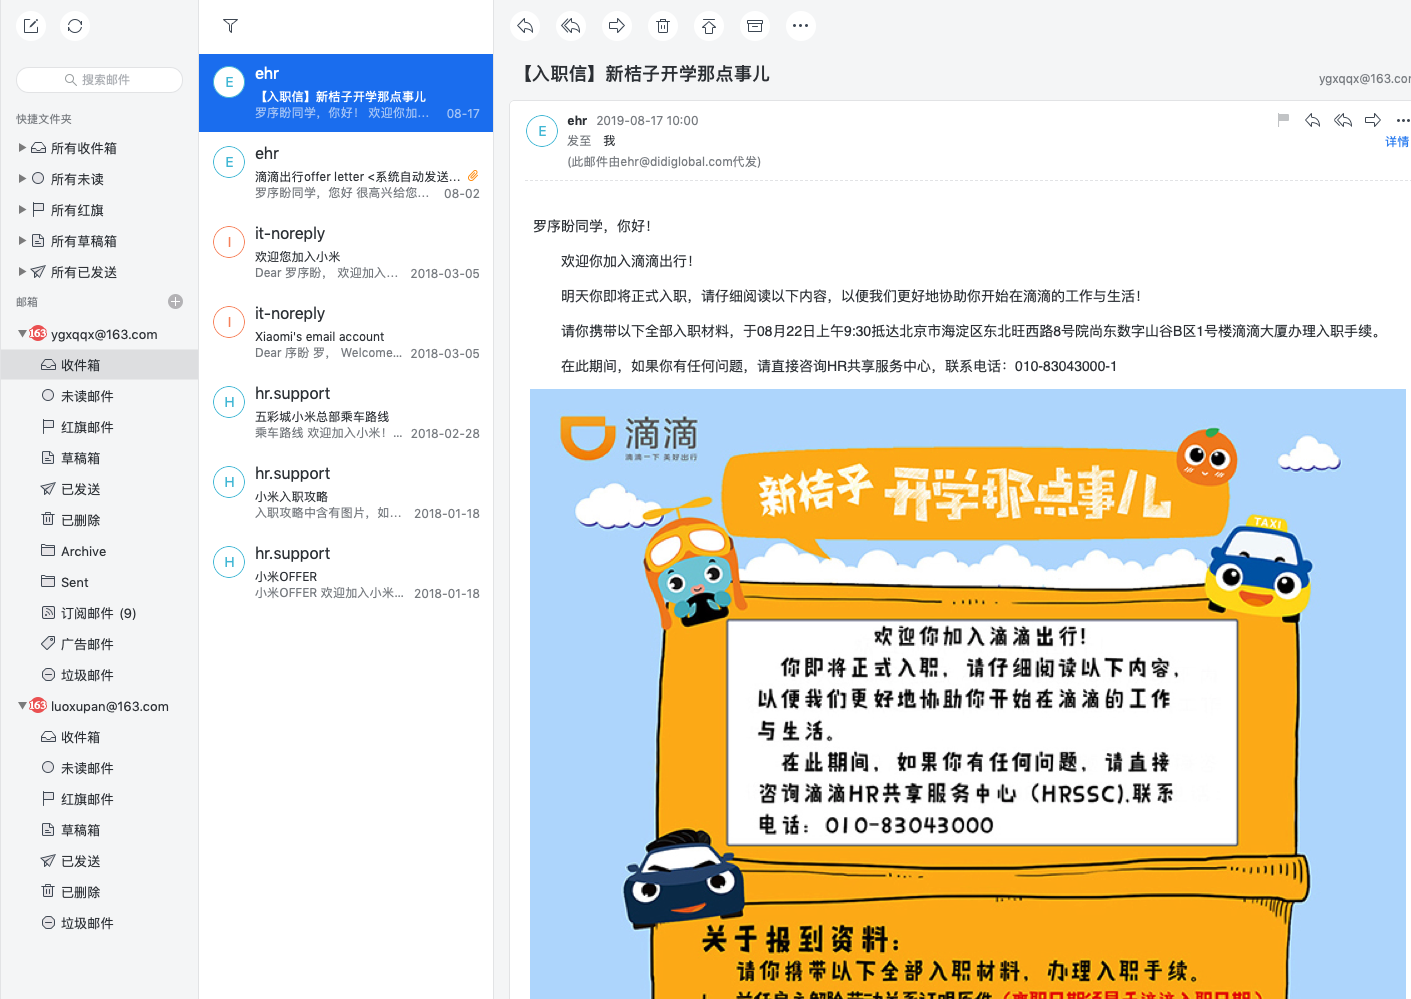 搜索邮件
快捷文件夹
所有收件箱
所有未读
所有红旗
所有草稿箱
所有已发送
邮箱
163 ygxqqx@163.com
收件箱
未读邮件
红旗邮件
草稿箱
已发送
已删除
Archive
Sent
订阅邮件 (9)
广告邮件
垃圾邮件
163 luoxupan@163.com
收件箱
未读邮件
红旗邮件
草稿箱
已发送
已删除
垃圾邮件
E ehr
【入职信】新桔子开学那点事儿
罗序盼同学，你好！ 欢迎你加... 08-17
E ehr
滴滴出行offer letter <系统自动发送...
罗序盼同学，您好 很高兴给您... 08-02
I it-noreply
欢迎您加入小米
Dear 罗序盼， 欢迎加入... 2018-03-05
I it-noreply
Xiaomi's email account
Dear 序盼 罗， Welcome... 2018-03-05
H hr.support
五彩城小米总部乘车路线
乘车路线 欢迎加入小米！... 2018-02-28
H hr.support
小米入职攻略
入职攻略中含有图片，如... 2018-01-18
H hr.support
小米OFFER
小米OFFER 欢迎加入小米... 2018-01-18
【入职信】新桔子开学那点事儿
ygxqqx@163.com
E ehr 2019-08-17 10:00
发至 我
详情
(此邮件由ehr@didiglobal.com代发)
罗序盼同学，你好！
欢迎你加入滴滴出行！
明天你即将正式入职，请仔细阅读以下内容，以便我们更好地协助你开始在滴滴的工作与生活！
请你携带以下全部入职材料，于08月22日上午9:30抵达北京市海淀区东北旺西路8号院尚东数字山谷B区1号楼滴滴大厦办理入职手续。
在此期间，如果你有任何问题，请直接咨询HR共享服务中心，联系电话：010-83043000-1
滴滴
滴滴一下 美好出行
新桔子 开学那点事儿
TAXI
欢迎你加入滴滴出行！
你即将正式入职，请仔细阅读以下内容，
以便我们更好地协助你开始在滴滴的工作
与生活。
在此期间，如果你有任何问题，请直接
咨询滴滴HR共享服务中心（HRSSC),联系
电话：010-83043000
关于报到资料：
请你携带以下全部入职材料，办理入职手续。